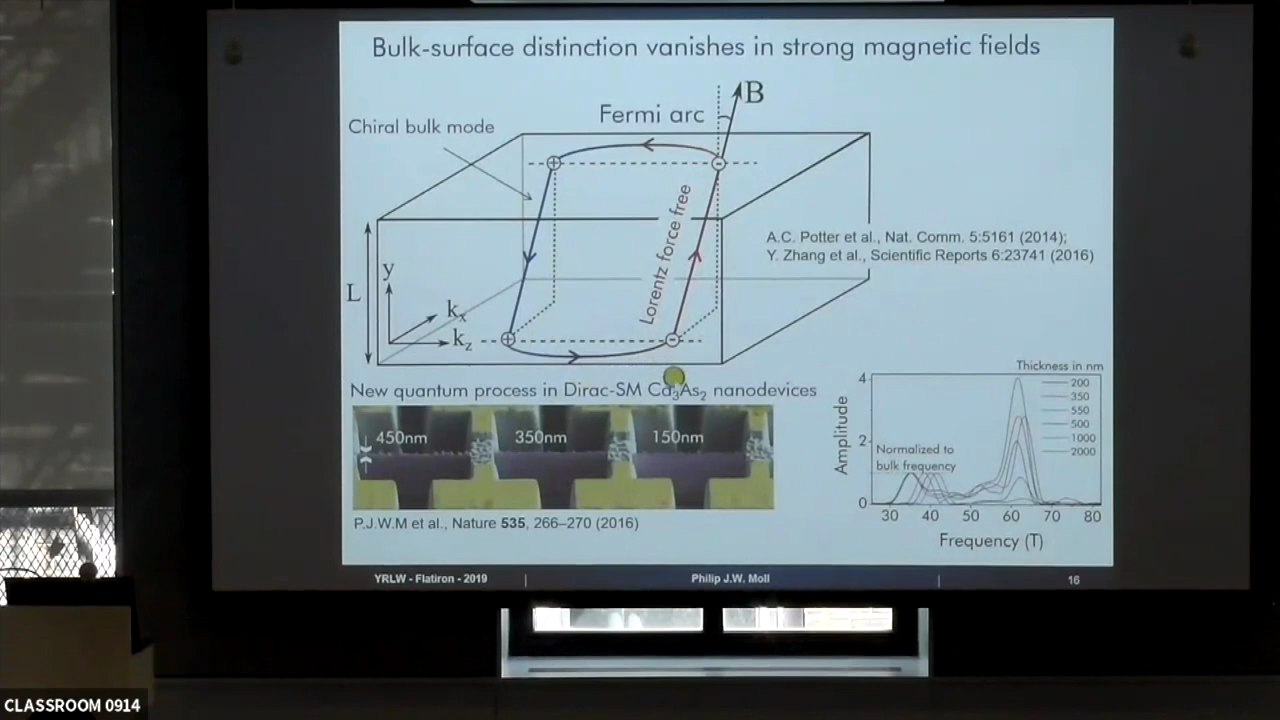 Bulk-surface distinction vanishes in strong magnetic fields
B
Fermi arc
Chiral bulk mode
+
−
Lorentz force free
A.C. Potter et al., Nat. Comm. 5:5161 (2014);
Y. Zhang et al., Scientific Reports 6:23741 (2016)
L
y
kx
kz
+
−
New quantum process in Dirac-SM Cd3As2 nanodevices
450nm
350nm
150nm
P.J.W.M et al., Nature 535, 266–270 (2016)
Thickness in nm
200
350
550
500
1000
2000
Amplitude
4
2
0
Normalized to
bulk frequency
30 40 50 60 70 80
Frequency (T)
YRLW - Flatiron - 2019 | Philip J.W. Moll | 16
CLASSROOM 0914